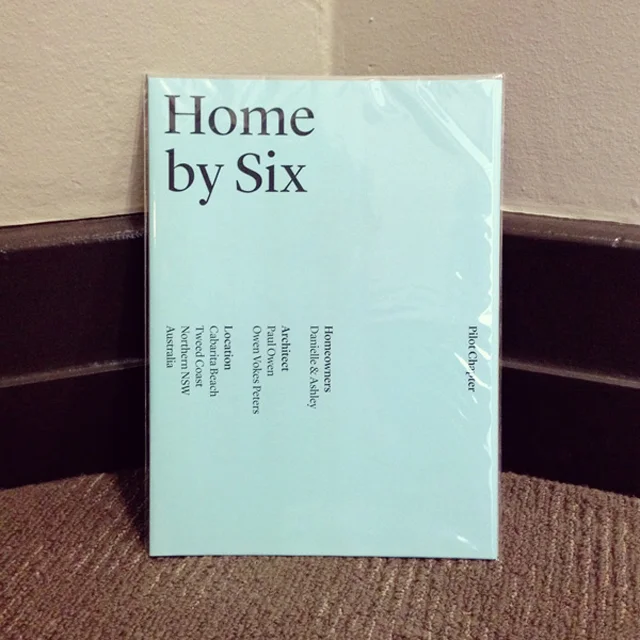 Home
by Six
Pilot Chapter
Homeowners
Danielle & Ashley
Architect
Paul Owen
Owen Vokes Peters
Location
Cabarita Beach
Tweed Coast
Northern NSW
Australia